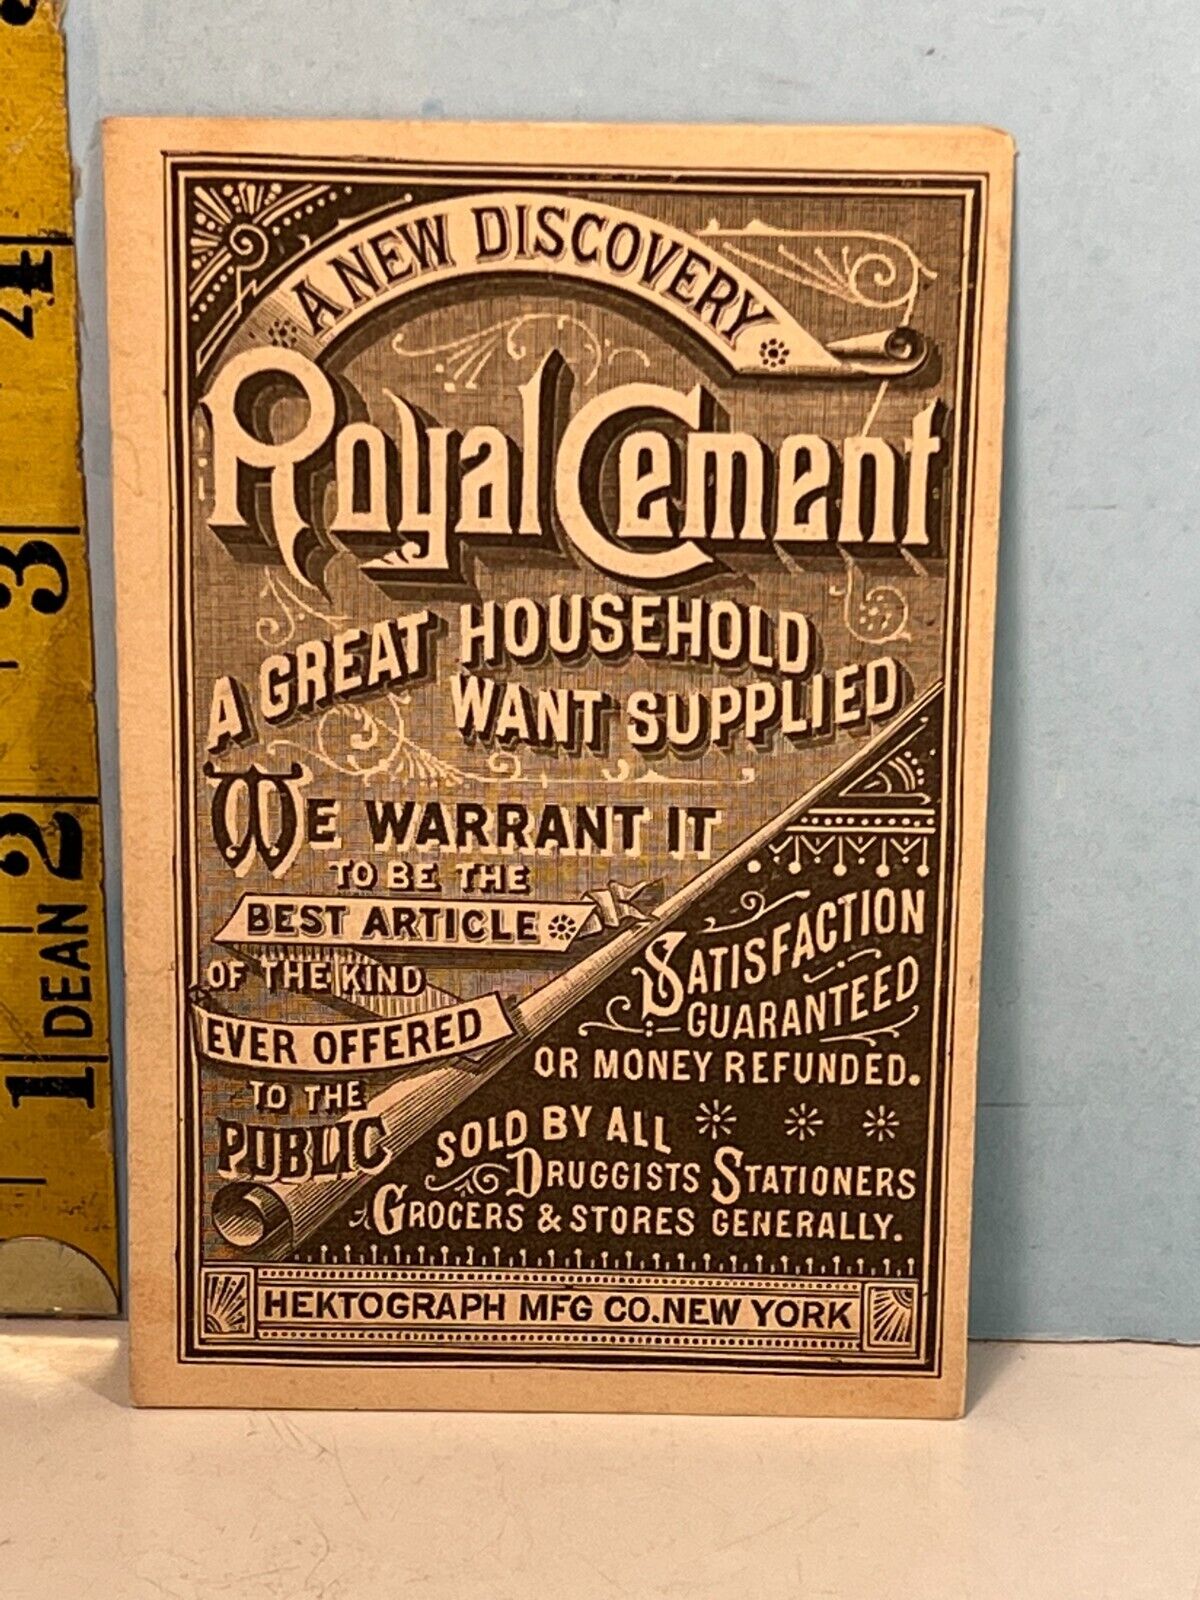 A NEW DISCOVERY
Royal Cement
A GREAT HOUSEHOLD
WANT SUPPLIED
WE WARRANT IT
TO BE THE
BEST ARTICLE
OF THE KIND
EVER OFFERED
TO THE
PUBLIC
SATISFACTION
GUARANTEED
OR MONEY REFUNDED.
SOLD BY ALL
DRUGGISTS STATIONERS
GROCERS & STORES GENERALLY.
HEKTOGRAPH MFG CO. NEW YORK
4
3
2
1
DEAN